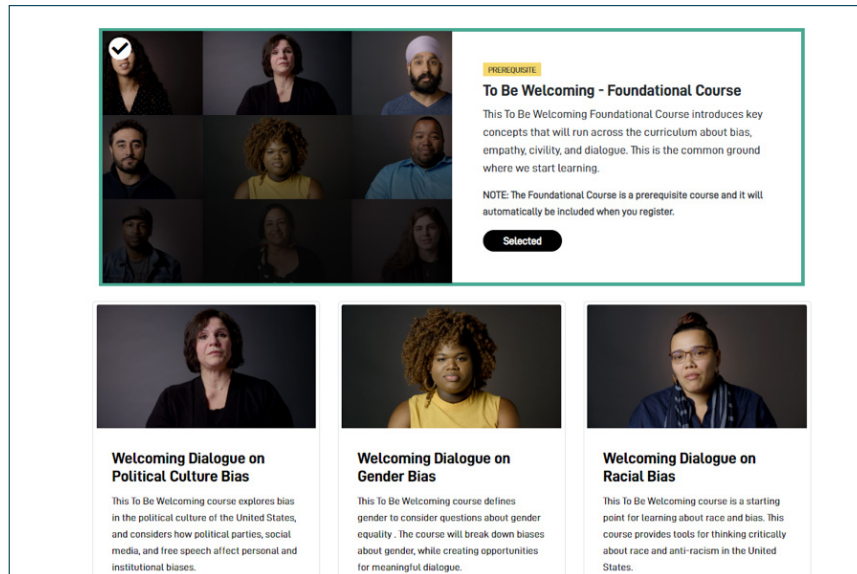 PREREQUISITE
To Be Welcoming - Foundational Course
This To Be Welcoming Foundational Course introduces key
concepts that will run across the curriculum about bias,
empathy, civility, and dialogue. This is the common ground
where we start learning.
NOTE: The Foundational Course is a prerequisite course and it will
automatically be included when you register.
Selected
Welcoming Dialogue on
Political Culture Bias
This To Be Welcoming course explores bias
in the political culture of the United States,
and considers how political parties, social
media, and free speech affect personal and
institutional biases.
Welcoming Dialogue on
Gender Bias
This To Be Welcoming course defines
gender to consider questions about gender
equality . The course will break down biases
about gender, while creating opportunities
for meaningful dialogue.
Welcoming Dialogue on
Racial Bias
This To Be Welcoming course is a starting
point for learning about race and bias. This
course provides tools for thinking critically
about race and anti-racism in the United
States.